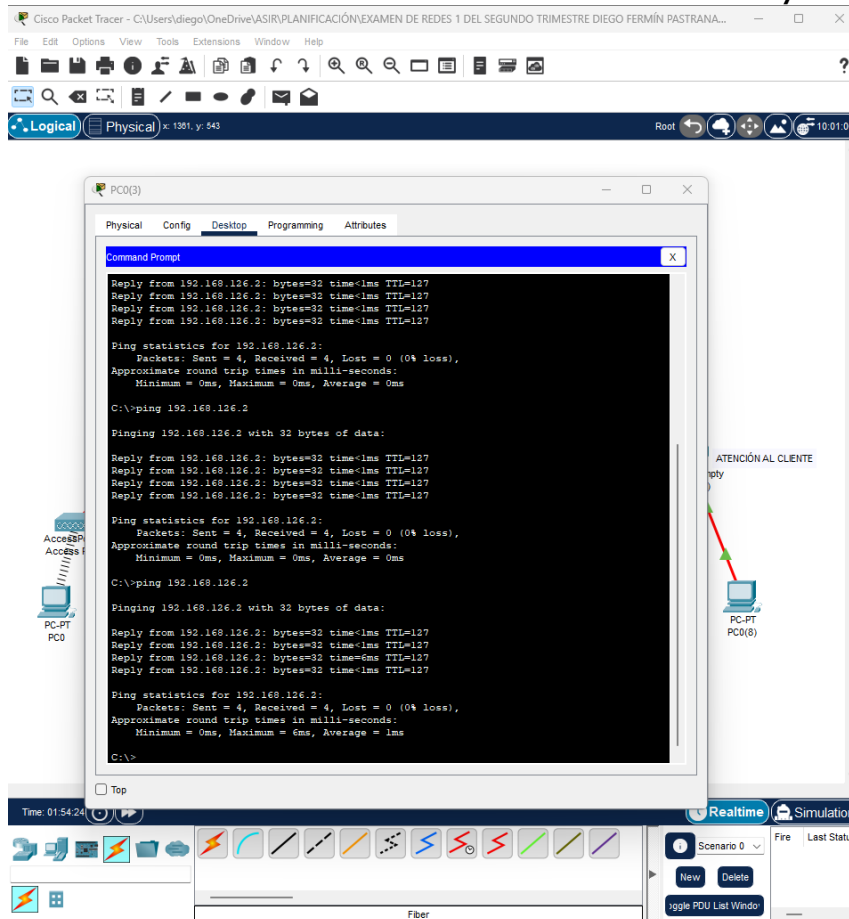 Cisco Packet Tracer - C:\Users\diego\OneDrive\ASIR\PLANIFICACIÓN\EXAMEN DE REDES 1 DEL SEGUNDO TRIMESTRE DIEGO FERMÍN PASTRANA...
File Edit Options View Tools Extensions Window Help
?
Logical Physical x: 1361, y: 543 Root 10:01:0
PC0(3)
Physical Config Desktop Programming Attributes
Command Prompt X
Reply from 192.168.126.2: bytes=32 time<1ms TTL=127
Reply from 192.168.126.2: bytes=32 time<1ms TTL=127
Reply from 192.168.126.2: bytes=32 time<1ms TTL=127
Reply from 192.168.126.2: bytes=32 time<1ms TTL=127
Ping statistics for 192.168.126.2:
Packets: Sent = 4, Received = 4, Lost = 0 (0% loss),
Approximate round trip times in milli-seconds:
Minimum = 0ms, Maximum = 0ms, Average = 0ms
C:\>ping 192.168.126.2
Pinging 192.168.126.2 with 32 bytes of data:
Reply from 192.168.126.2: bytes=32 time<1ms TTL=127
Reply from 192.168.126.2: bytes=32 time<1ms TTL=127
Reply from 192.168.126.2: bytes=32 time<1ms TTL=127
Reply from 192.168.126.2: bytes=32 time<1ms TTL=127
Ping statistics for 192.168.126.2:
Packets: Sent = 4, Received = 4, Lost = 0 (0% loss),
Approximate round trip times in milli-seconds:
Minimum = 0ms, Maximum = 0ms, Average = 0ms
C:\>ping 192.168.126.2
Pinging 192.168.126.2 with 32 bytes of data:
Reply from 192.168.126.2: bytes=32 time<1ms TTL=127
Reply from 192.168.126.2: bytes=32 time<1ms TTL=127
Reply from 192.168.126.2: bytes=32 time=6ms TTL=127
Reply from 192.168.126.2: bytes=32 time<1ms TTL=127
Ping statistics for 192.168.126.2:
Packets: Sent = 4, Received = 4, Lost = 0 (0% loss),
Approximate round trip times in milli-seconds:
Minimum = 0ms, Maximum = 6ms, Average = 1ms
C:\>
Top
ATENCIÓN AL CLIENTE
npty
)
AccessP
Access P
PC-PT
PC0
PC-PT
PC0(8)
Time: 01:54:24 Realtime Simulation
Scenario 0 Fire Last Statu
New Delete
oggle PDU List Window
Fiber